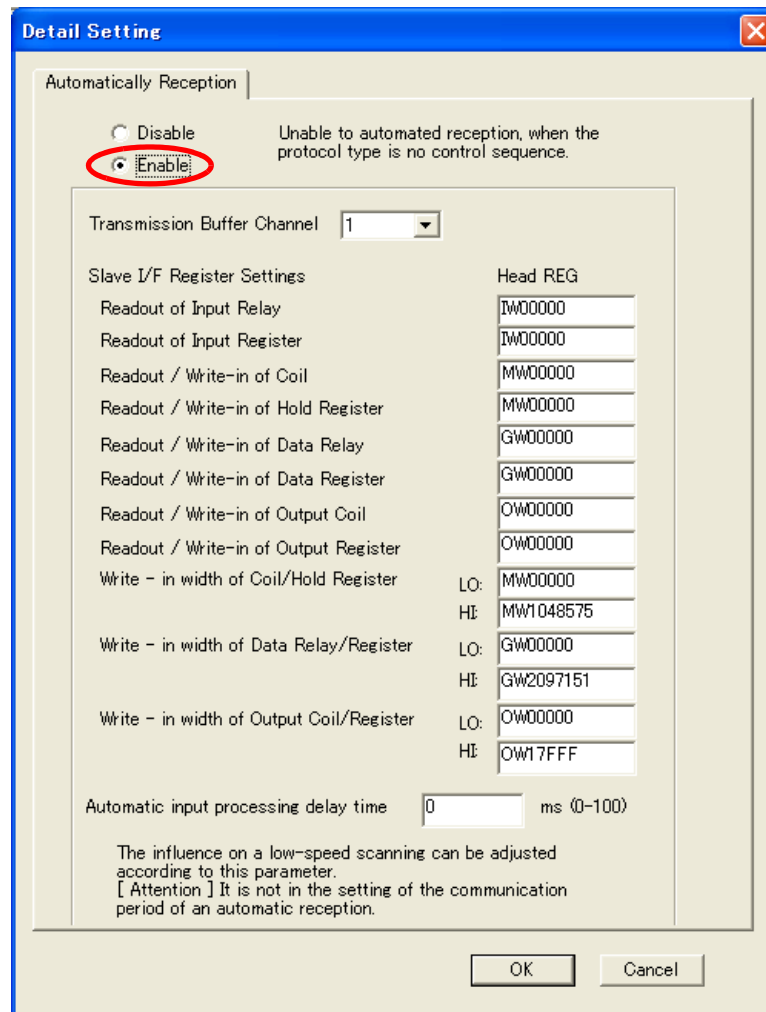 Detail Setting
Automatically Reception
Disable
Unable to automated reception, when the
protocol type is no control sequence.
Enable
Transmission Buffer Channel 1
Slave I/F Register Settings Head REG
Readout of Input Relay IW00000
Readout of Input Register IW00000
Readout / Write-in of Coil MW00000
Readout / Write-in of Hold Register MW00000
Readout / Write-in of Data Relay GW00000
Readout / Write-in of Data Register GW00000
Readout / Write-in of Output Coil OW00000
Readout / Write-in of Output Register OW00000
Write - in width of Coil/Hold Register LO: MW00000
HI: MW1048575
Write - in width of Data Relay/Register LO: GW00000
HI: GW2097151
Write - in width of Output Coil/Register LO: OW00000
HI: OW17FFF
Automatic input processing delay time 0 ms (0-100)
The influence on a low-speed scanning can be adjusted
according to this parameter.
[ Attention ] It is not in the setting of the communication
period of an automatic reception.
OK Cancel